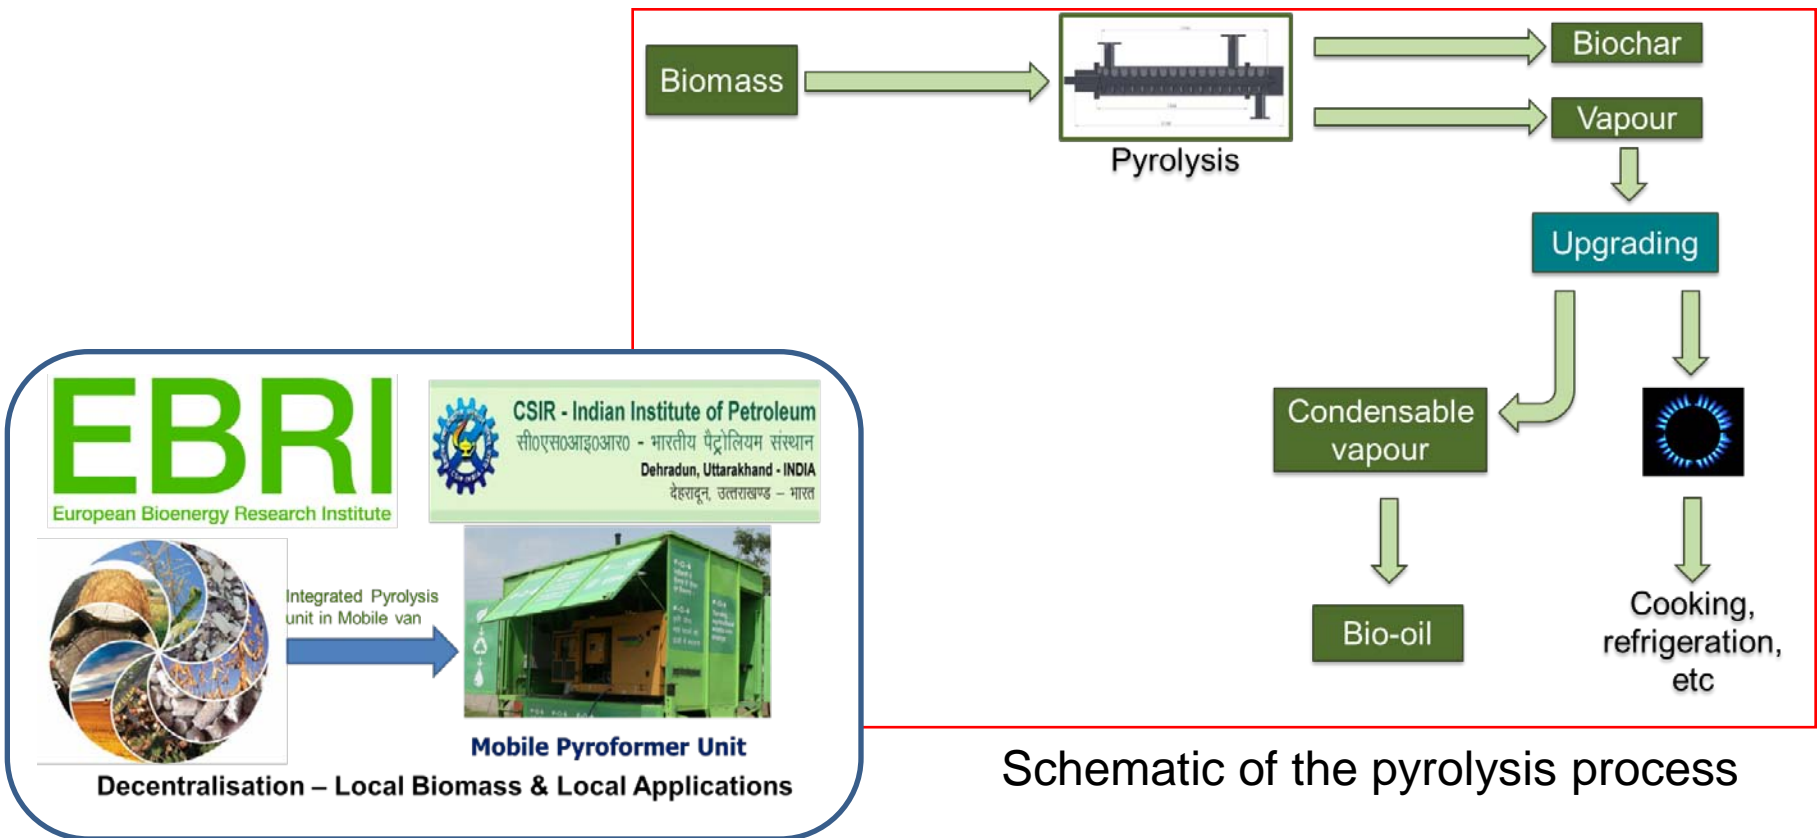 Biomass
Pyrolysis
Biochar
Vapour
Upgrading
Condensable
vapour
Bio-oil
Cooking,
refrigeration,
etc
EBRI
European Bioenergy Research Institute
CSIR - Indian Institute of Petroleum
सी०एस०आइ०आर० - भारतीय पैट्रोलियम संस्थान
Dehradun, Uttarakhand - INDIA
देहरादून, उत्तराखण्ड – भारत
Integrated Pyrolysis
unit in Mobile van
Mobile Pyroformer Unit
Decentralisation – Local Biomass & Local Applications
Schematic of the pyrolysis process